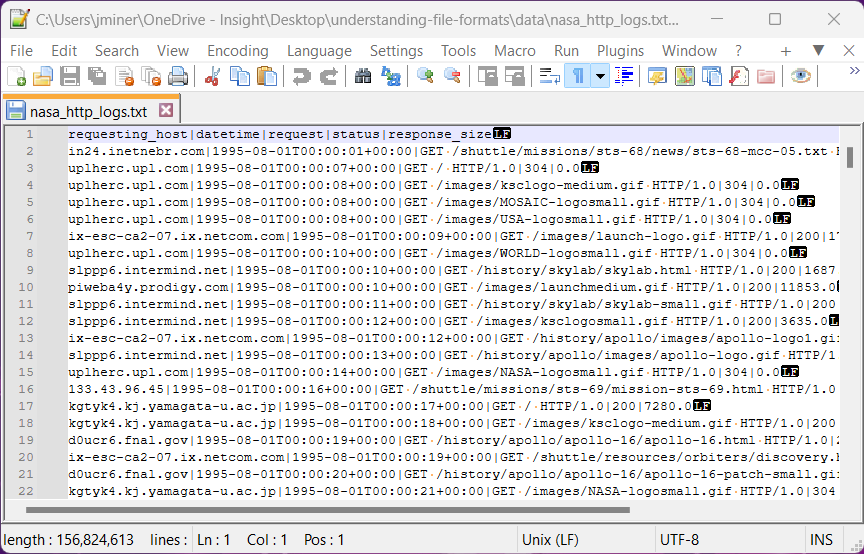 C:\Users\jminer\OneDrive - Insight\Desktop\understanding-file-formats\data\nasa_http_logs.txt...
File Edit Search View Encoding Language Settings Tools Macro Run Plugins Window ? + ▼ X
nasa_http_logs.txt
1 requesting_host|datetime|request|status|response_sizeLF
2 in24.inetnebr.com|1995-08-01T00:00:01+00:00|GET /shuttle/missions/sts-68/news/sts-68-mcc-05.txt
3 uplherc.upl.com|1995-08-01T00:00:07+00:00|GET / HTTP/1.0|304|0.0LF
4 uplherc.upl.com|1995-08-01T00:00:08+00:00|GET /images/ksclogo-medium.gif HTTP/1.0|304|0.0LF
5 uplherc.upl.com|1995-08-01T00:00:08+00:00|GET /images/MOSAIC-logosmall.gif HTTP/1.0|304|0.0LF
6 uplherc.upl.com|1995-08-01T00:00:08+00:00|GET /images/USA-logosmall.gif HTTP/1.0|304|0.0LF
7 ix-esc-ca2-07.ix.netcom.com|1995-08-01T00:00:09+00:00|GET /images/launch-logo.gif HTTP/1.0|200|17
8 uplherc.upl.com|1995-08-01T00:00:10+00:00|GET /images/WORLD-logosmall.gif HTTP/1.0|304|0.0LF
9 slppp6.intermind.net|1995-08-01T00:00:10+00:00|GET /history/skylab/skylab.html HTTP/1.0|200|1687
10 piweba4y.prodigy.com|1995-08-01T00:00:10+00:00|GET /images/launchmedium.gif HTTP/1.0|200|11853.0
11 slppp6.intermind.net|1995-08-01T00:00:11+00:00|GET /history/skylab/skylab-small.gif HTTP/1.0|200
12 slppp6.intermind.net|1995-08-01T00:00:12+00:00|GET /images/ksclogosmall.gif HTTP/1.0|200|3635.0L
13 ix-esc-ca2-07.ix.netcom.com|1995-08-01T00:00:12+00:00|GET /history/apollo/images/apollo-logo1.gi
14 slppp6.intermind.net|1995-08-01T00:00:13+00:00|GET /history/apollo/images/apollo-logo.gif HTTP/1
15 uplherc.upl.com|1995-08-01T00:00:14+00:00|GET /images/NASA-logosmall.gif HTTP/1.0|304|0.0LF
16 133.43.96.45|1995-08-01T00:00:16+00:00|GET /shuttle/missions/sts-69/mission-sts-69.html HTTP/1.0
17 kgtyk4.kj.yamagata-u.ac.jp|1995-08-01T00:00:17+00:00|GET / HTTP/1.0|200|7280.0LF
18 kgtyk4.kj.yamagata-u.ac.jp|1995-08-01T00:00:18+00:00|GET /images/ksclogo-medium.gif HTTP/1.0|200
19 d0ucr6.fnal.gov|1995-08-01T00:00:19+00:00|GET /history/apollo/apollo-16/apollo-16.html HTTP/1.0|2
20 ix-esc-ca2-07.ix.netcom.com|1995-08-01T00:00:19+00:00|GET /shuttle/resources/orbiters/discovery.h
21 d0ucr6.fnal.gov|1995-08-01T00:00:20+00:00|GET /history/apollo/apollo-16/apollo-16-patch-small.gi
22 kgtyk4.kj.yamagata-u.ac.jp|1995-08-01T00:00:21+00:00|GET /images/NASA-logosmall.gif HTTP/1.0|304
length : 156,824,613 lines : Ln : 1 Col : 1 Pos : 1 Unix (LF) UTF-8 INS